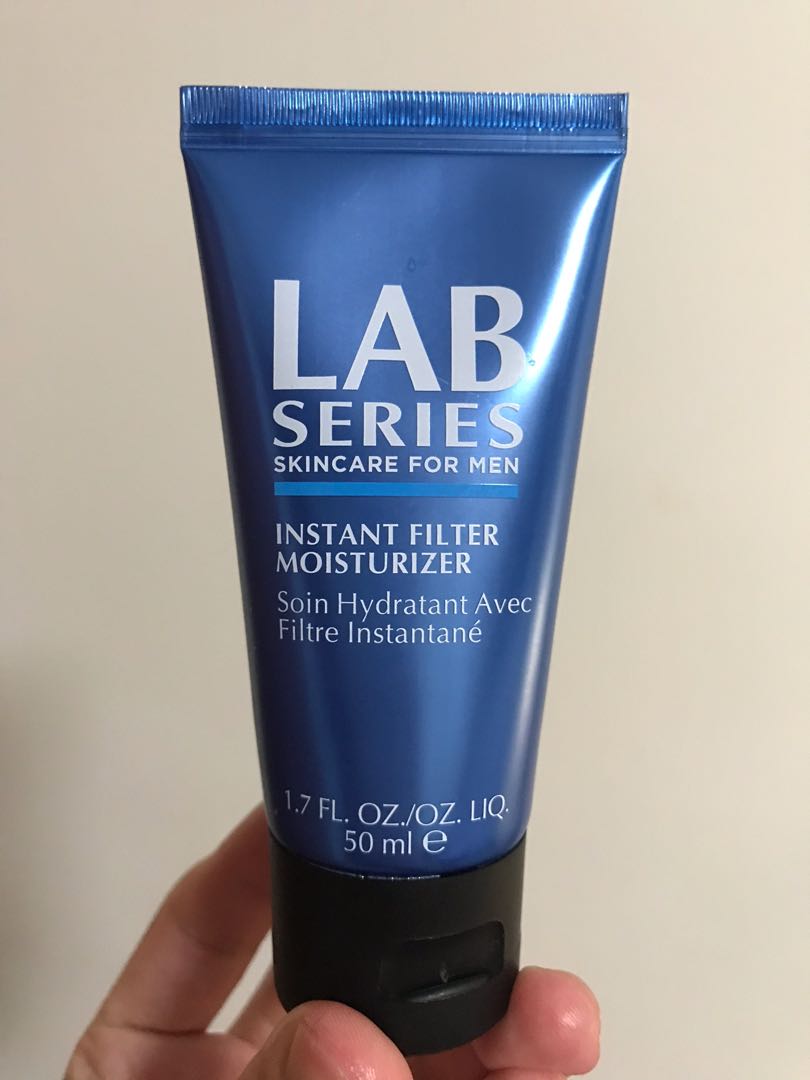 LAB
SERIES
SKINCARE FOR MEN
INSTANT FILTER
MOISTURIZER
Soin Hydratant Avec
Filtre Instantané
1.7 FL. OZ./OZ. LIQ.
50 ml ℮